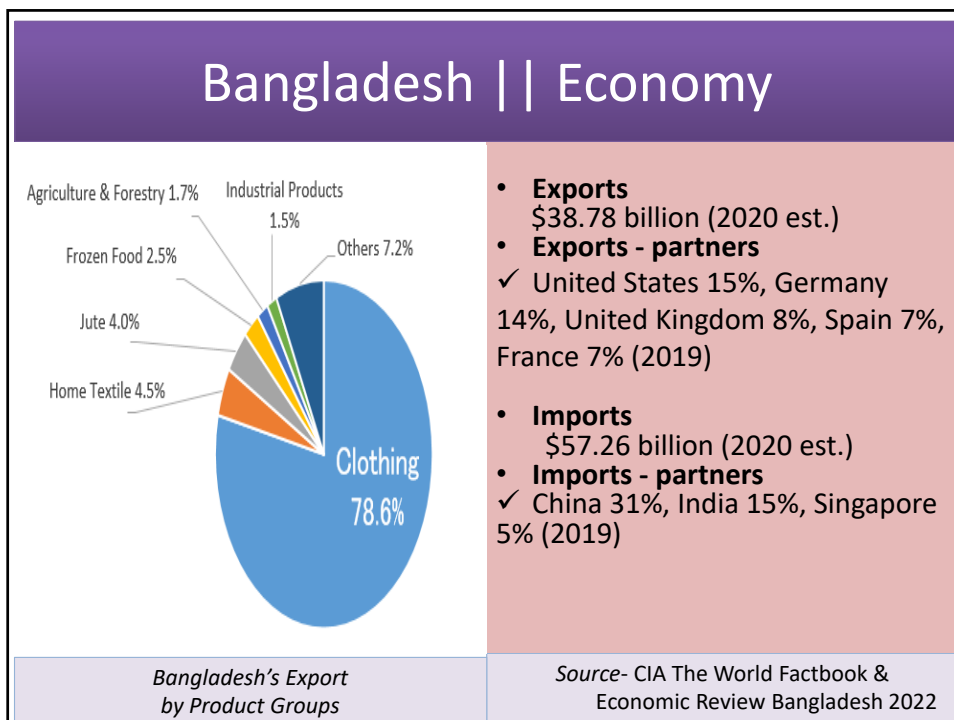 Bangladesh || Economy
Agriculture & Forestry 1.7%
Industrial Products
1.5%
Others 7.2%
Frozen Food 2.5%
Jute 4.0%
Home Textile 4.5%
Clothing
78.6%
• Exports
$38.78 billion (2020 est.)
• Exports - partners
✓ United States 15%, Germany
14%, United Kingdom 8%, Spain 7%,
France 7% (2019)
• Imports
$57.26 billion (2020 est.)
• Imports - partners
✓ China 31%, India 15%, Singapore
5% (2019)
Bangladesh’s Export
by Product Groups
Source- CIA The World Factbook &
Economic Review Bangladesh 2022